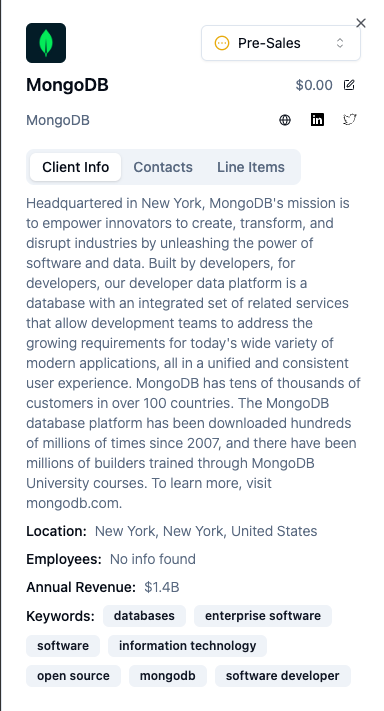 Pre-Sales
MongoDB
$0.00
MongoDB
Client Info
Contacts
Line Items
Headquartered in New York, MongoDB's mission is
to empower innovators to create, transform, and
disrupt industries by unleashing the power of
software and data. Built by developers, for
developers, our developer data platform is a
database with an integrated set of related services
that allow development teams to address the
growing requirements for today's wide variety of
modern applications, all in a unified and consistent
user experience. MongoDB has tens of thousands of
customers in over 100 countries. The MongoDB
database platform has been downloaded hundreds
of millions of times since 2007, and there have been
millions of builders trained through MongoDB
University courses. To learn more, visit
mongodb.com.
Location: New York, New York, United States
Employees: No info found
Annual Revenue: $1.4B
Keywords: databases enterprise software
software information technology
open source mongodb software developer